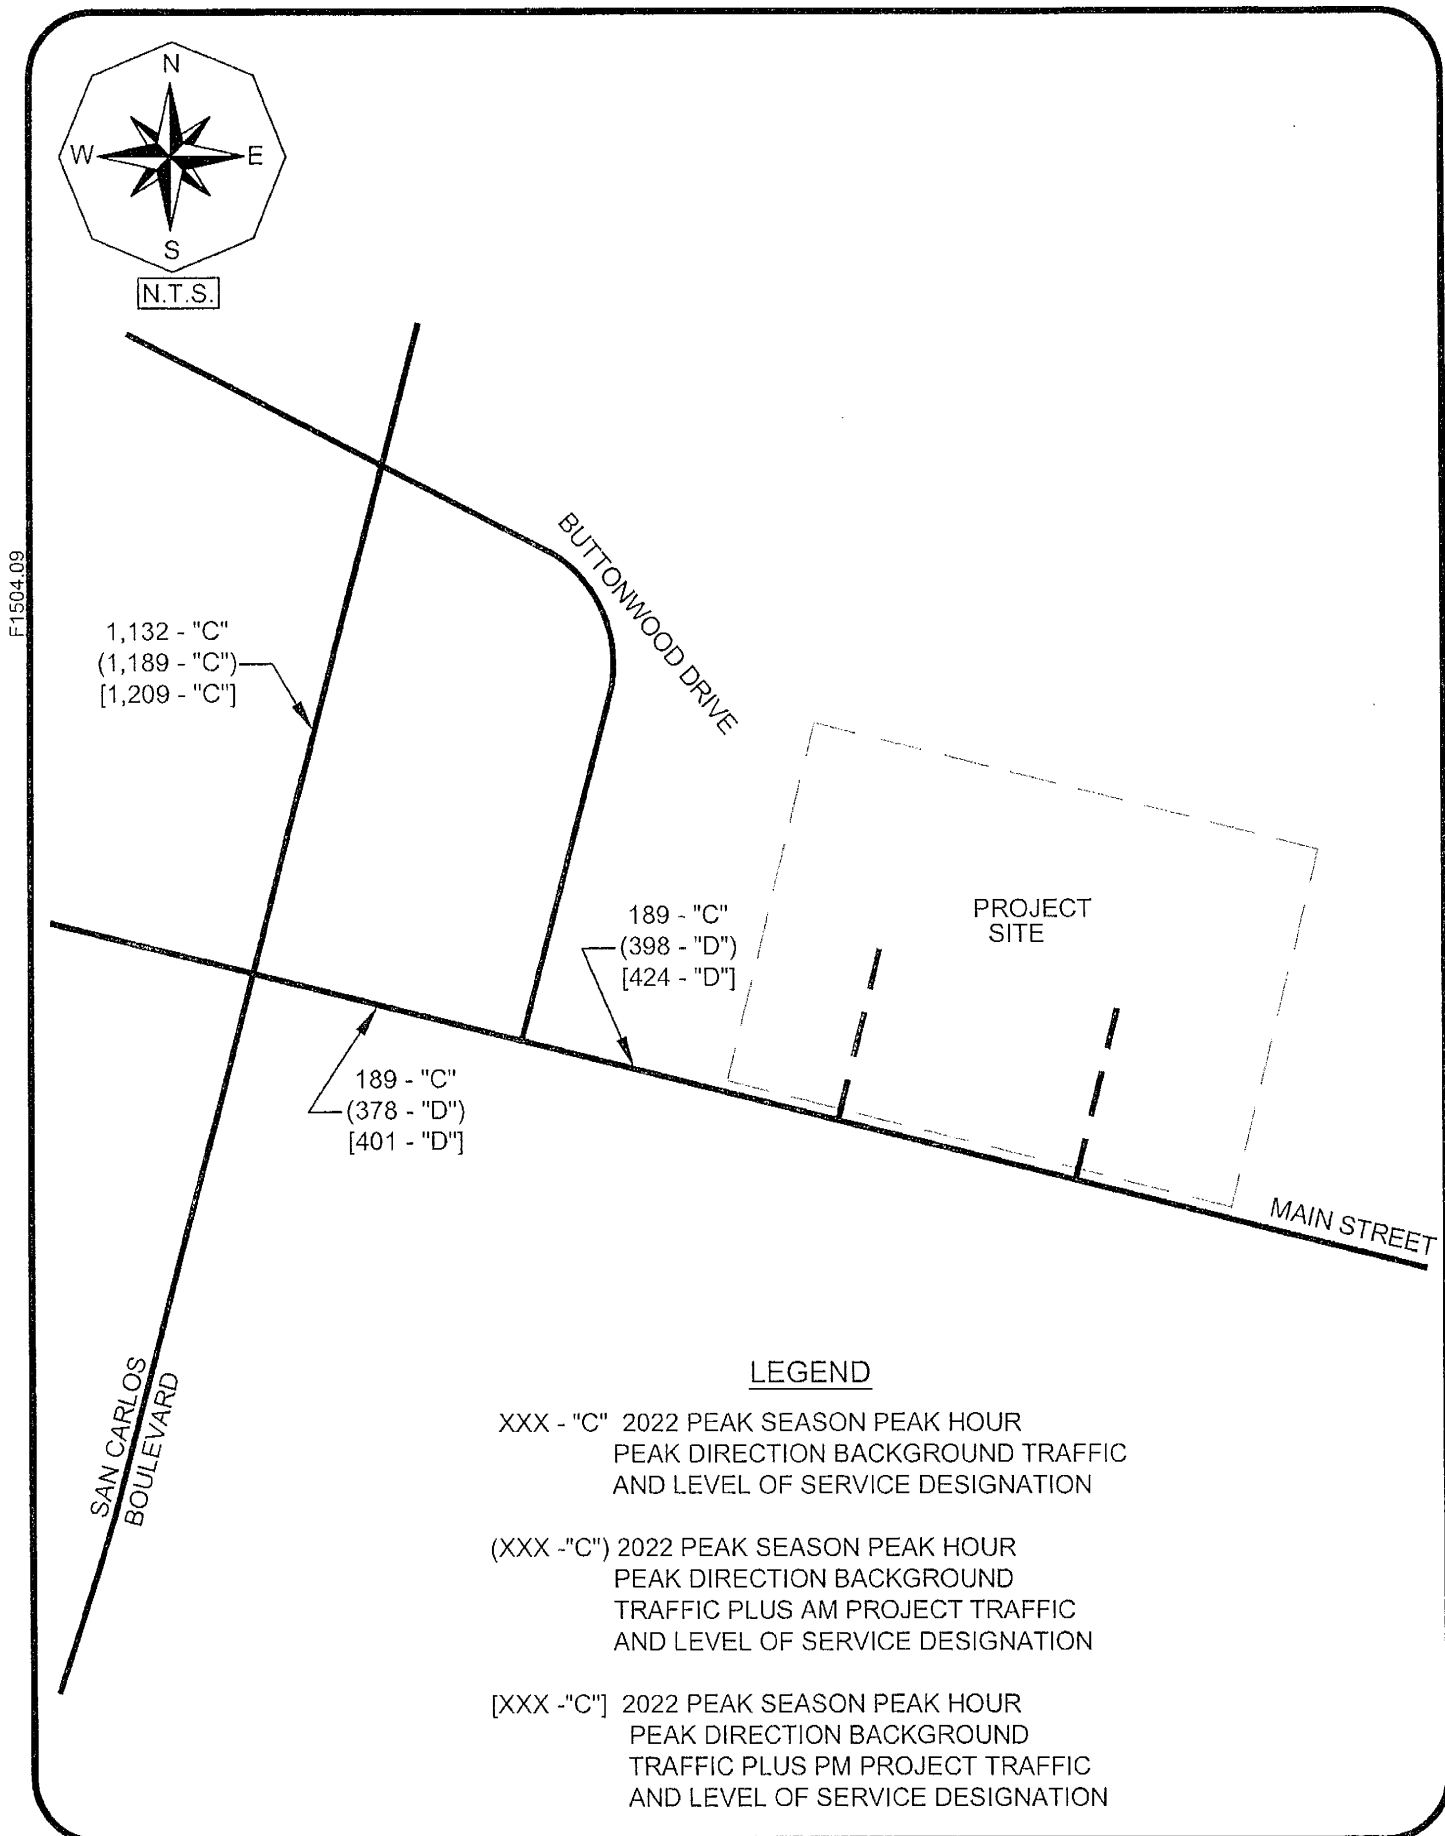 N
W
E
S
N.T.S.
F1504.09
BUTTONWOOD DRIVE
1,132 - "C"
(1,189 - "C")
[1,209 - "C"]
189 - "C"
(398 - "D")
[424 - "D"]
PROJECT
SITE
189 - "C"
(378 - "D")
[401 - "D"]
MAIN STREET
SAN CARLOS
BOULEVARD
LEGEND
XXX - "C" 2022 PEAK SEASON PEAK HOUR
PEAK DIRECTION BACKGROUND TRAFFIC
AND LEVEL OF SERVICE DESIGNATION
(XXX -"C") 2022 PEAK SEASON PEAK HOUR
PEAK DIRECTION BACKGROUND
TRAFFIC PLUS AM PROJECT TRAFFIC
AND LEVEL OF SERVICE DESIGNATION
[XXX -"C"] 2022 PEAK SEASON PEAK HOUR
PEAK DIRECTION BACKGROUND
TRAFFIC PLUS PM PROJECT TRAFFIC
AND LEVEL OF SERVICE DESIGNATION